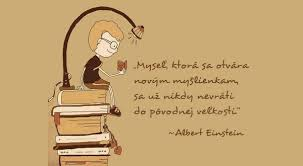 „Myseľ, ktorá sa otvára
novým myšlienkam,
sa už nikdy nevráti
do pôvodnej veľkosti.“
~Albert Einstein